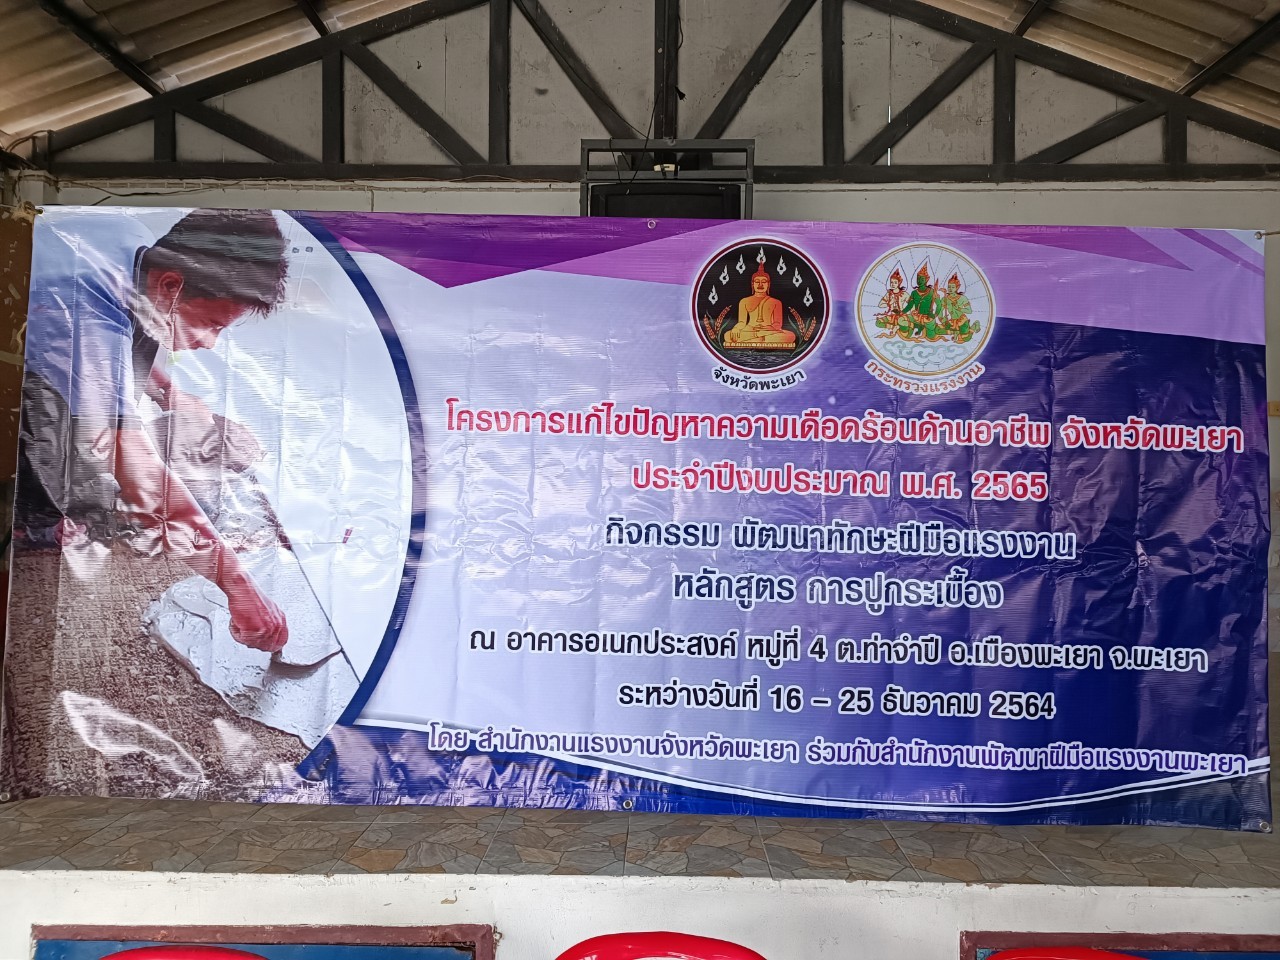 จังหวัดพะเยา
กระทรวงแรงงาน
โครงการแก้ไขปัญหาความเดือดร้อนด้านอาชีพ จังหวัดพะเยา
ประจำปีงบประมาณ พ.ศ. 2565
กิจกรรม พัฒนาทักษะฝีมือแรงงาน
หลักสูตร การปูกระเบื้อง
ณ อาคารอเนกประสงค์ หมู่ที่ 4 ต.ท่าจำปี อ.เมืองพะเยา จ.พะเยา
ระหว่างวันที่ 16 – 25 ธันวาคม 2564
โดย สำนักงานแรงงานจังหวัดพะเยา ร่วมกับสำนักงานพัฒนาฝีมือแรงงานพะเยา